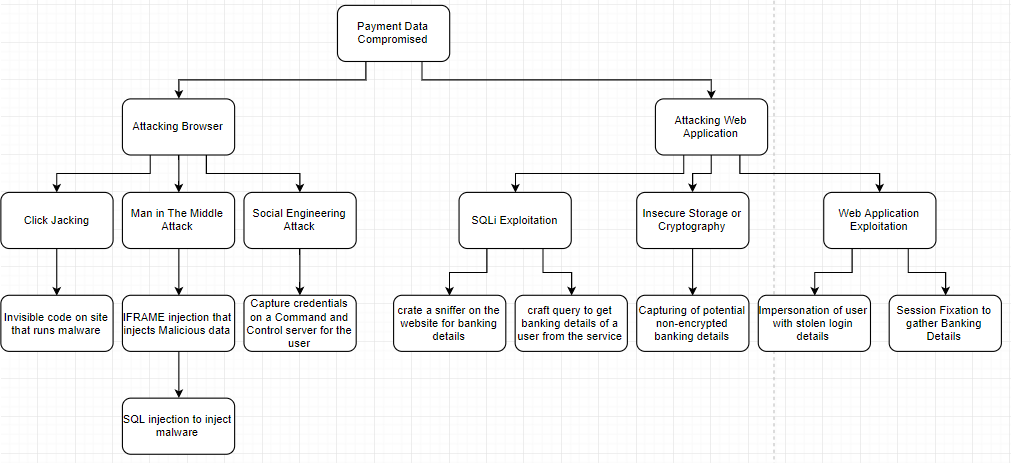 Payment Data
Compromised
Attacking Browser
Attacking Web
Application
Click Jacking
Man in The Middle
Attack
Social Engineering
Attack
SQLi Exploitation
Insecure Storage or
Cryptography
Web Application
Exploitation
Invisible code on site
that runs malware
IFRAME injection that
injects Malicious data
Capture credentials
on a Command and
Control server for the
user
crate a sniffer on the
website for banking
details
craft query to get
banking details of a
user from the service
Capturing of potential
non-encrypted
banking details
Impersonation of user
with stolen login
details
Session Fixation to
gather Banking
Details
SQL injection to inject
malware